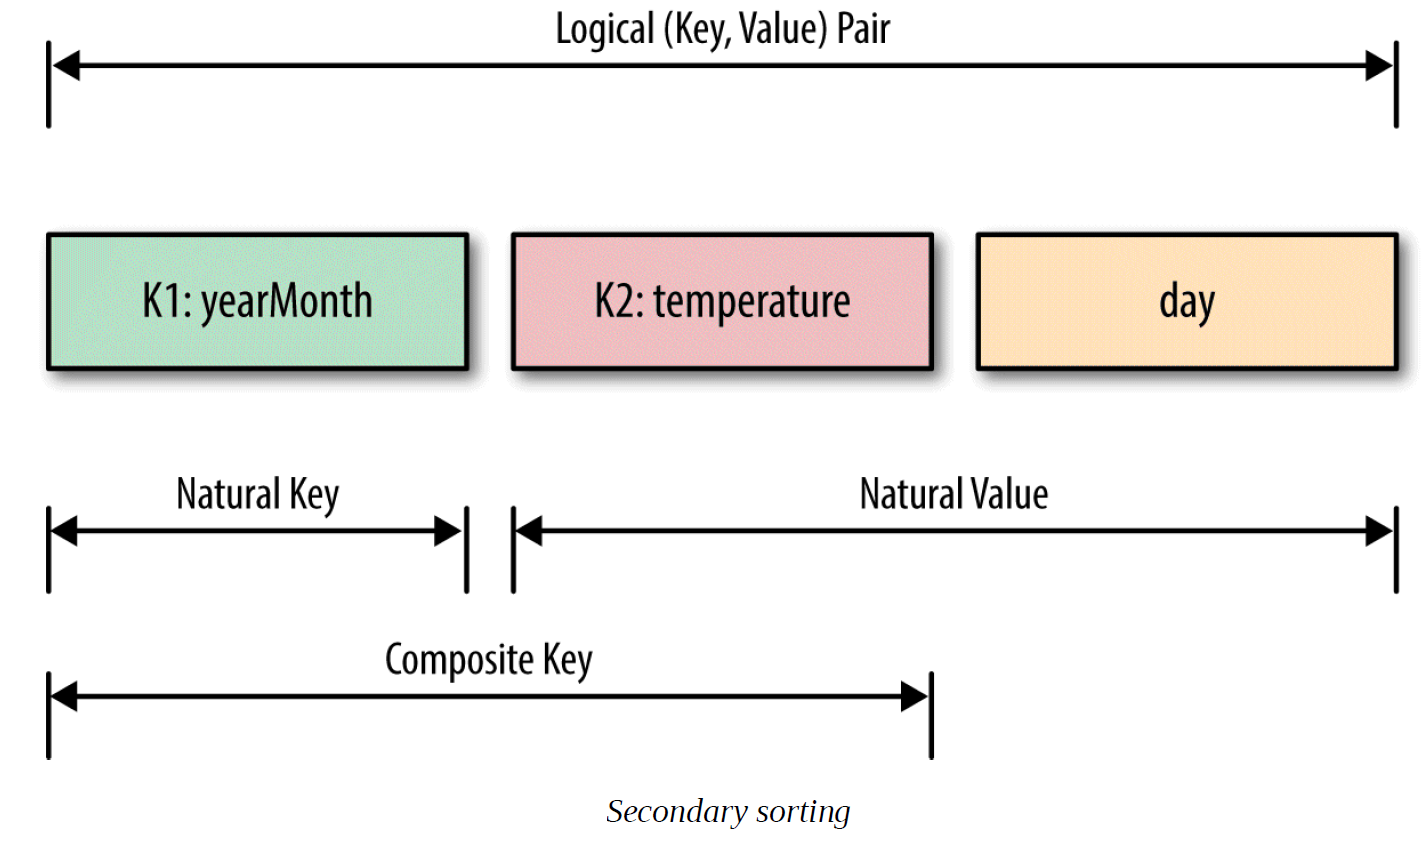 Logical (Key, Value) Pair
K1: yearMonth
K2: temperature
day
Natural Key
Natural Value
Composite Key
Secondary sorting